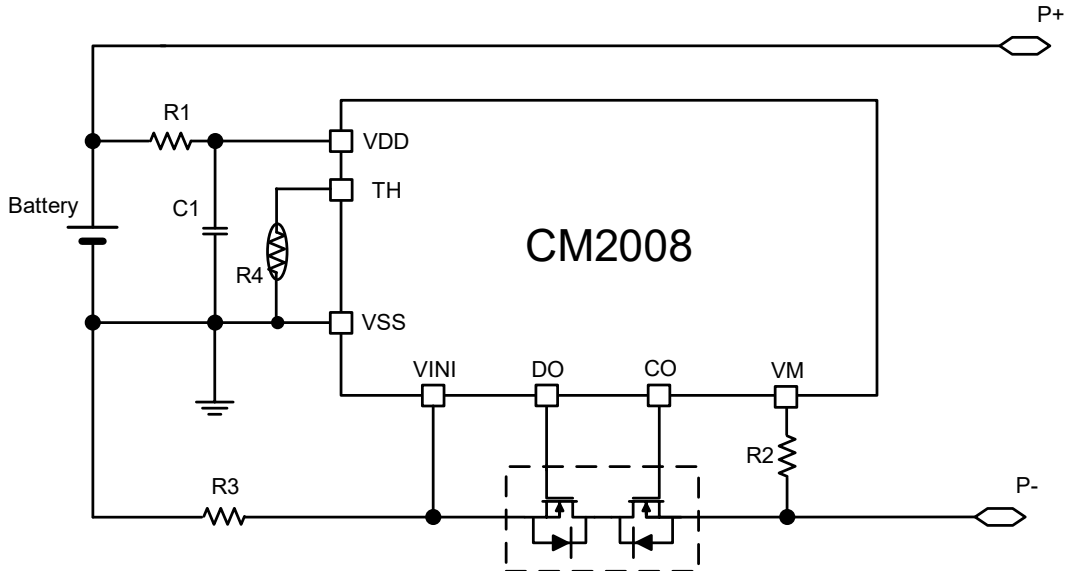 P+
R1
VDD
TH
Battery
C1
CM2008
R4
VSS
VINI
DO
CO
VM
R2
R3
P-